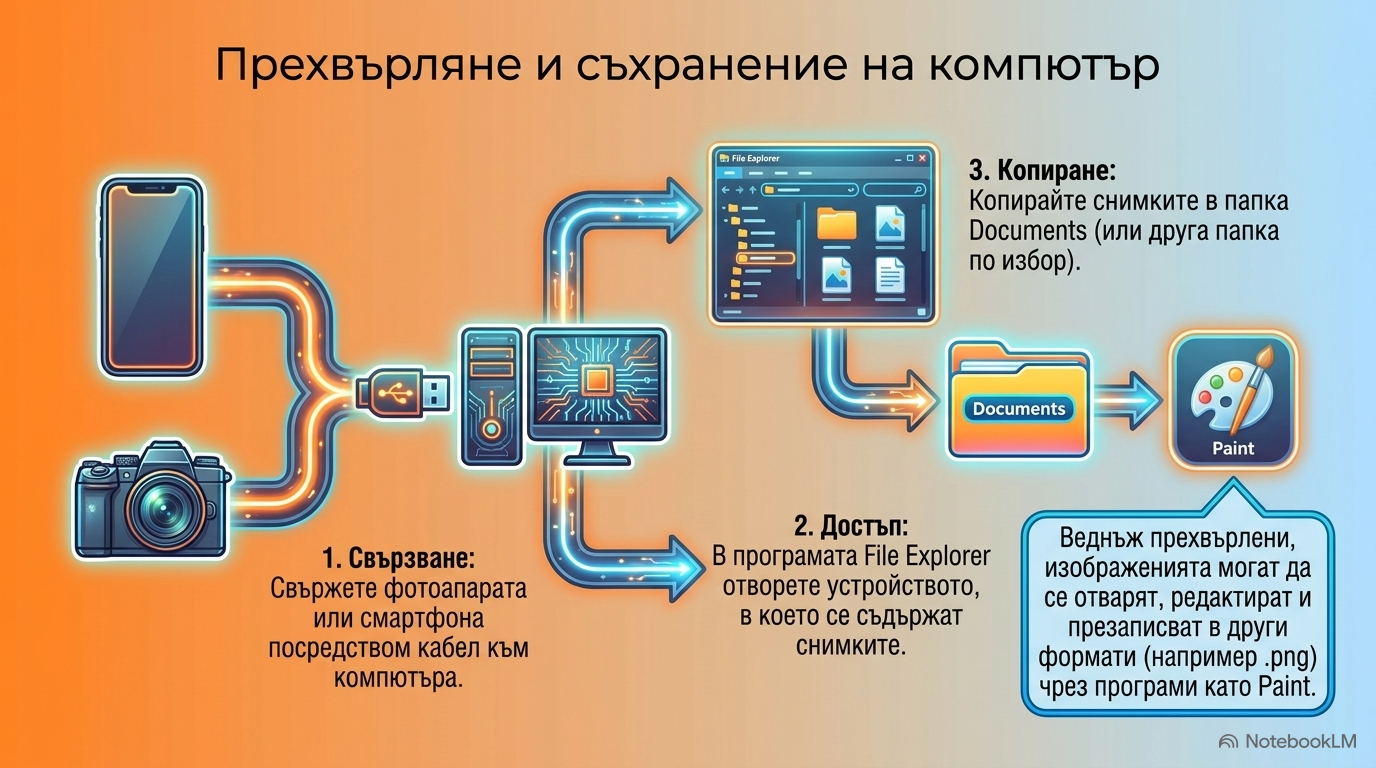 Прехвърляне и съхранение на компютър
File Eaplorer
3. Копиране:
Копирайте снимките в папка
Documents (или друга папка
по избор).
Documents
Paint
1. Свързване:
Свържете фотоапарата
или смартфона
посредством кабел към
компютъра.
2. Достъп:
В програмата File Explorer
отворете устройството,
в което се съдържат
снимките.
Веднъж прехвърлени,
изображенията могат да
се отварят, редактират и
презаписват в други
формати (например .png)
чрез програми като Paint.
NotebookLM